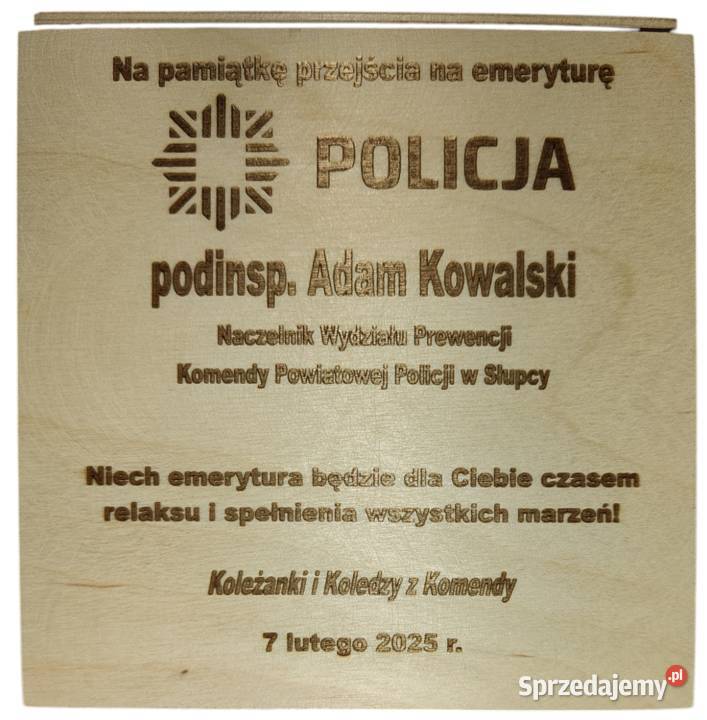 Na pamiątkę przejścia na emeryturę
POLICJA
podinsp. Adam Kowalski
Naczelnik Wydziału Prewencji
Komendy Powiatowej Policji w Słupcy
Niech emerytura będzie dla Ciebie czasem
relaksu i spełnienia wszystkich marzeń!
Koleżanki i Koledzy z Komendy
7 lutego 2025 r.
Sprzedajemy.pl